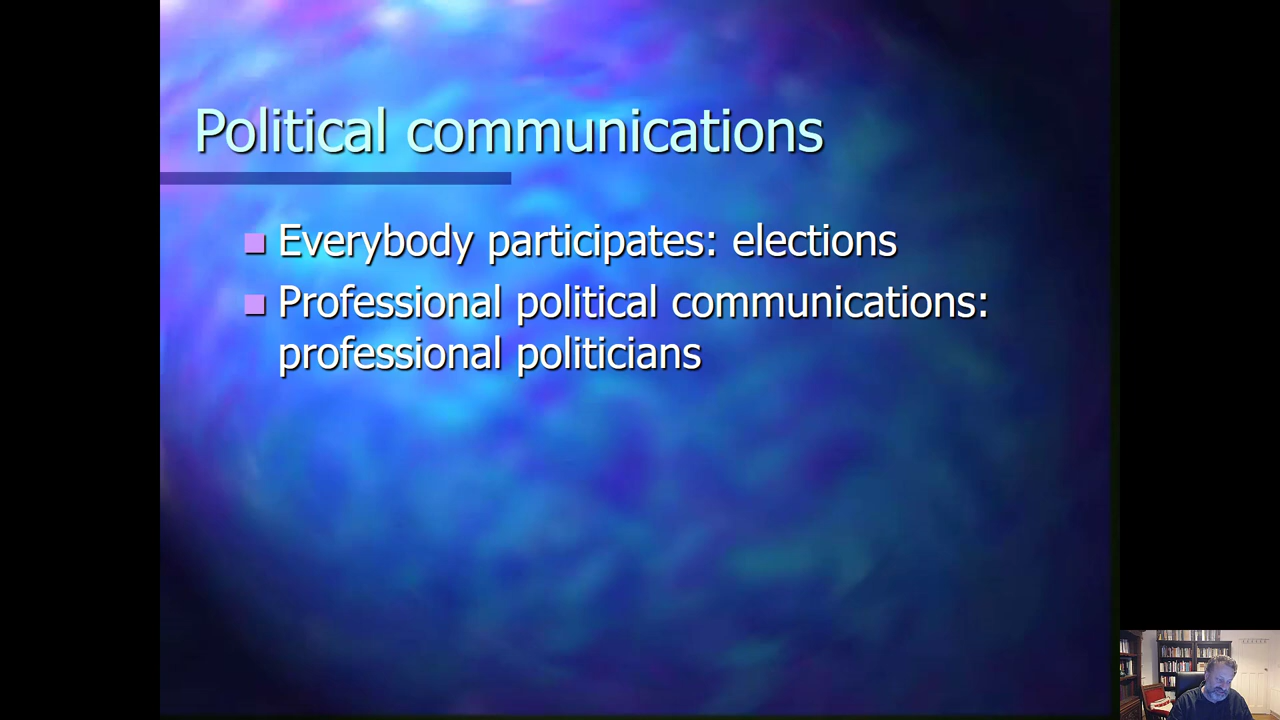 Political communications
Everybody participates: elections
Professional political communications:
professional politicians